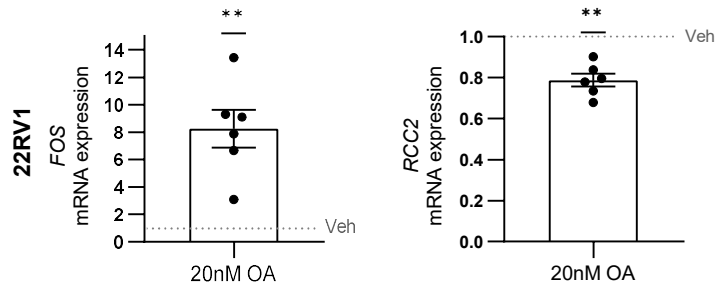 22RV1
FOS
mRNA expression
**
14
12
10
8
6
4
2
0
Veh
20nM OA
RCC2
mRNA expression
**
1.0
0.8
0.6
0.4
0.2
0.0
Veh
20nM OA